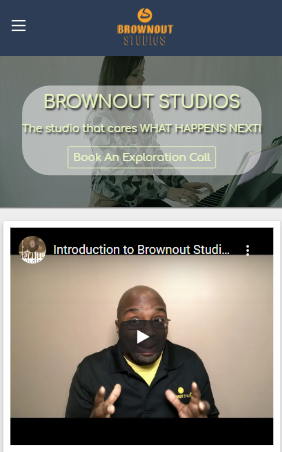 BROWNOUT
STUDIOS
BROWNOUT STUDIOS
The studio that cares WHAT HAPPENS NEXT!
Book An Exploration Call
Introduction to Brownout Studi...